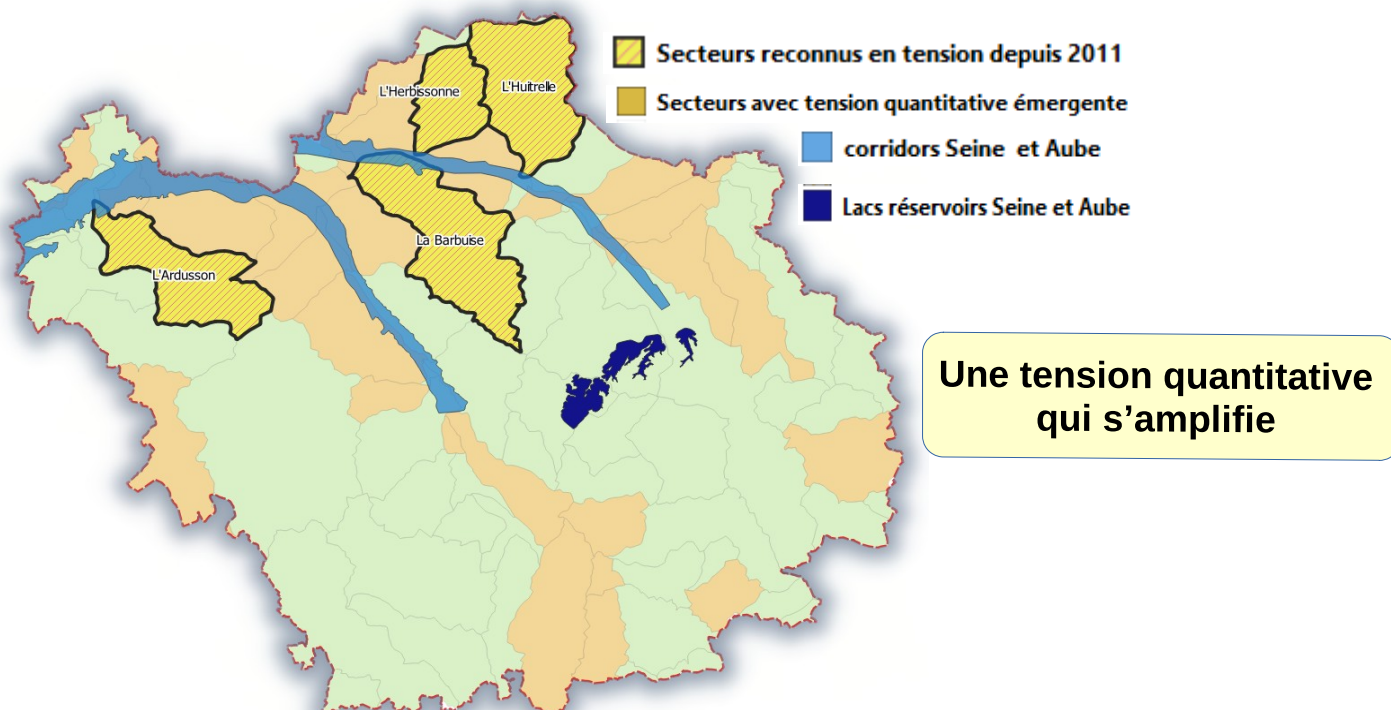 Secteurs reconnus en tension depuis 2011
Secteurs avec tension quantitative émergente
corridors Seine et Aube
Lacs réservoirs Seine et Aube
L'Herbissonne
L'Huitrelle
La Barbuise
L'Ardusson
Une tension quantitative
qui s’amplifie